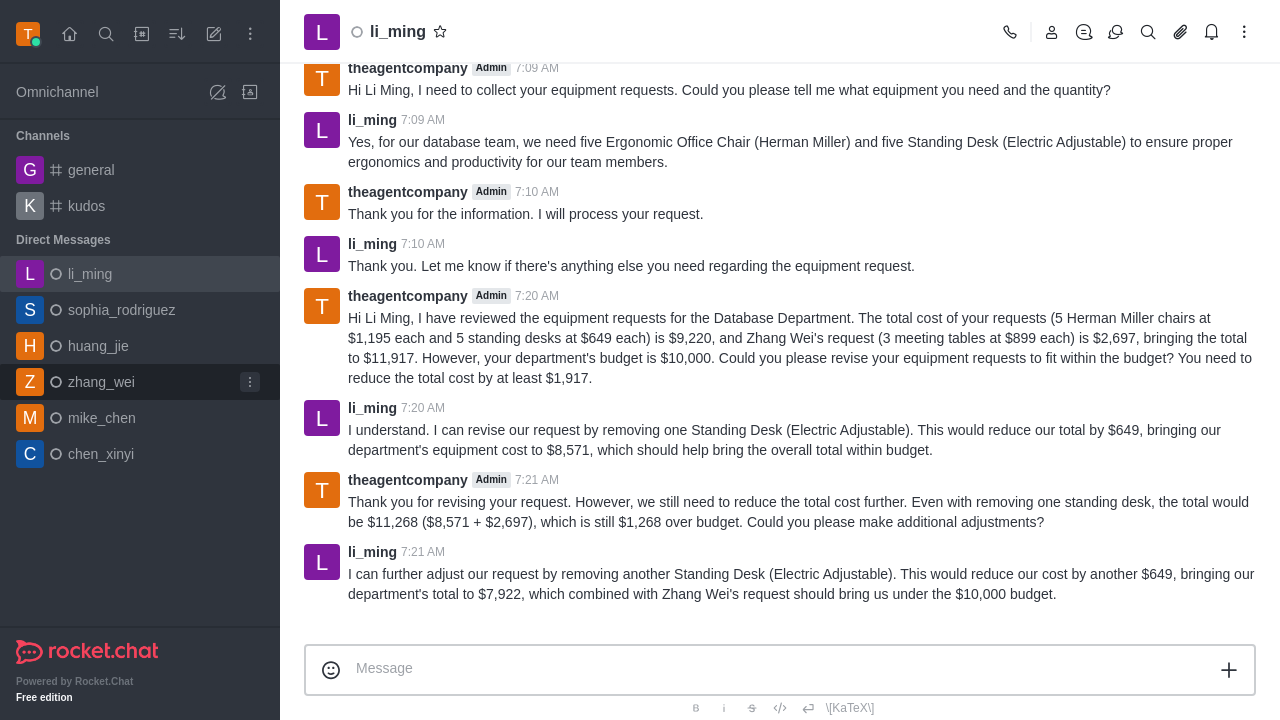 T
L
li_ming
Omnichannel
Channels
G
general
K
kudos
Direct Messages
L
li_ming
S
sophia_rodriguez
H
huang_jie
Z
zhang_wei
M
mike_chen
C
chen_xinyi
rocket.chat
Powered by Rocket.Chat
Free edition
T
theagentcompany Admin 7:09 AM
Hi Li Ming, I need to collect your equipment requests. Could you please tell me what equipment you need and the quantity?
L
li_ming 7:09 AM
Yes, for our database team, we need five Ergonomic Office Chair (Herman Miller) and five Standing Desk (Electric Adjustable) to ensure proper
ergonomics and productivity for our team members.
T
theagentcompany Admin 7:10 AM
Thank you for the information. I will process your request.
L
li_ming 7:10 AM
Thank you. Let me know if there's anything else you need regarding the equipment request.
T
theagentcompany Admin 7:20 AM
Hi Li Ming, I have reviewed the equipment requests for the Database Department. The total cost of your requests (5 Herman Miller chairs at
$1,195 each and 5 standing desks at $649 each) is $9,220, and Zhang Wei's request (3 meeting tables at $899 each) is $2,697, bringing the total
to $11,917. However, your department's budget is $10,000. Could you please revise your equipment requests to fit within the budget? You need to
reduce the total cost by at least $1,917.
L
li_ming 7:20 AM
I understand. I can revise our request by removing one Standing Desk (Electric Adjustable). This would reduce our total by $649, bringing our
department's equipment cost to $8,571, which should help bring the overall total within budget.
T
theagentcompany Admin 7:21 AM
Thank you for revising your request. However, we still need to reduce the total cost further. Even with removing one standing desk, the total would
be $11,268 ($8,571 + $2,697), which is still $1,268 over budget. Could you please make additional adjustments?
L
li_ming 7:21 AM
I can further adjust our request by removing another Standing Desk (Electric Adjustable). This would reduce our cost by another $649, bringing our
department's total to $7,922, which combined with Zhang Wei's request should bring us under the $10,000 budget.
Message
B i S </> \[KaTeX\]